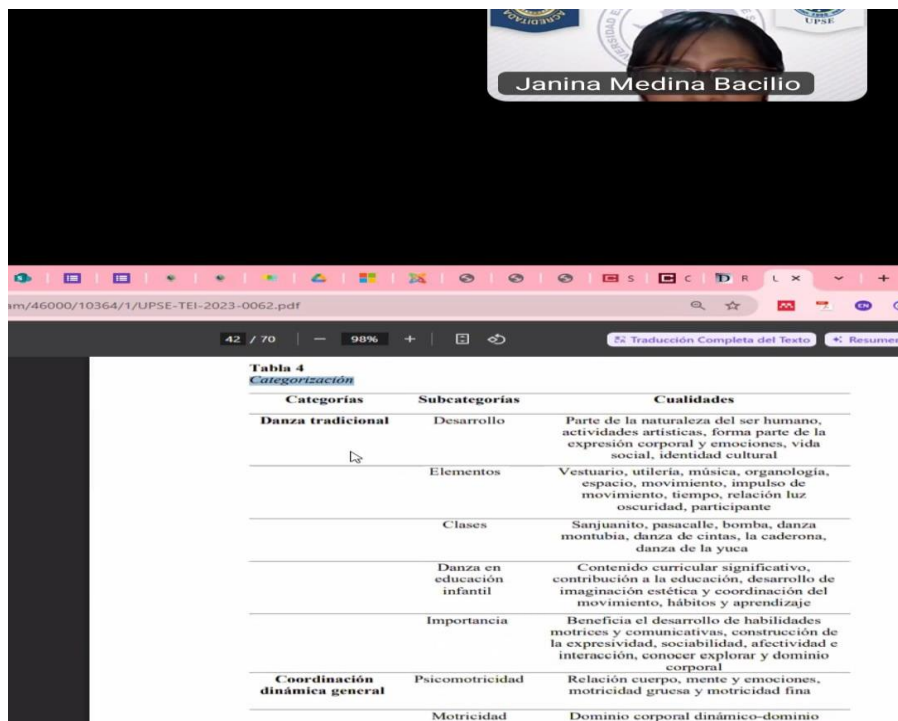 ACREDITADA
UPSE
Janina Medina Bacilio
S
C
R
L
am/46000/10364/1/UPSE-TEI-2023-0062.pdf
EN
42 / 70
98%
Traducción Completa del Texto
Resumen
Tabla 4
Categorización
Categorías Subcategorías Cualidades
Danza tradicional Desarrollo Parte de la naturaleza del ser humano,
actividades artísticas, forma parte de la
expresión corporal y emociones, vida
social, identidad cultural
Elementos Vestuario, utilería, música, organología,
espacio, movimiento, impulso de
movimiento, tiempo, relación luz
oscuridad, participante
Clases Sanjuanito, pasacalle, bomba, danza
montubia, danza de cintas, la caderona,
danza de la yuca
Danza en Contenido curricular significativo,
educación contribución a la educación, desarrollo de
infantil imaginación estética y coordinación del
movimiento, hábitos y aprendizaje
Importancia Beneficia el desarrollo de habilidades
motrices y comunicativas, construcción de
la expresividad, sociabilidad, afectividad e
interacción, conocer explorar y dominio
corporal
Coordinación Psicomotricidad Relación cuerpo, mente y emociones,
dinámica general motricidad gruesa y motricidad fina
Motricidad Dominio corporal dinámico-dominio